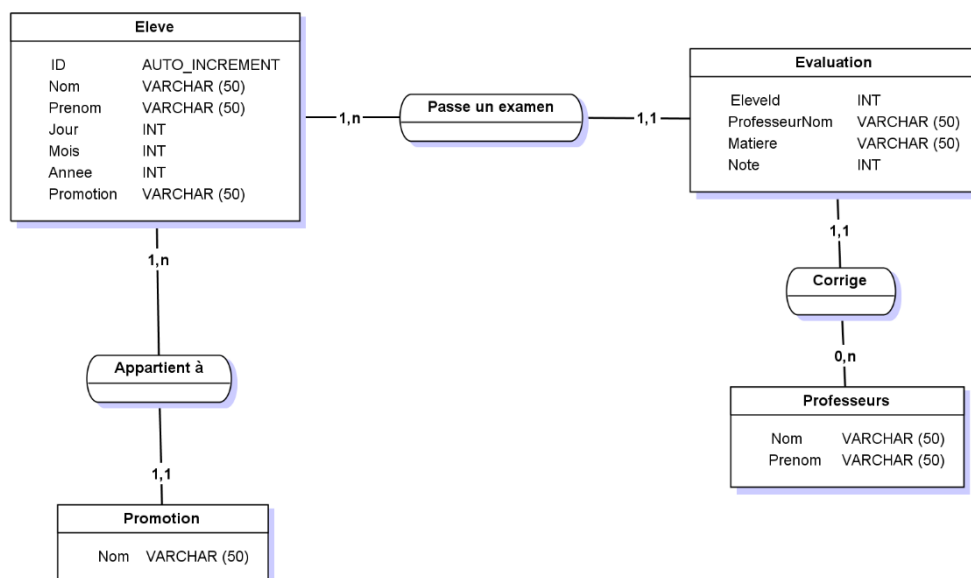 Eleve
ID AUTO_INCREMENT
Nom VARCHAR (50)
Prenom VARCHAR (50)
Jour INT
Mois INT
Annee INT
Promotion VARCHAR (50)
1,n
Passe un examen
1,1
Evaluation
EleveId INT
ProfesseurNom VARCHAR (50)
Matiere VARCHAR (50)
Note INT
1,1
Corrige
0,n
Professeurs
Nom VARCHAR (50)
Prenom VARCHAR (50)
1,n
Appartient à
1,1
Promotion
Nom VARCHAR (50)